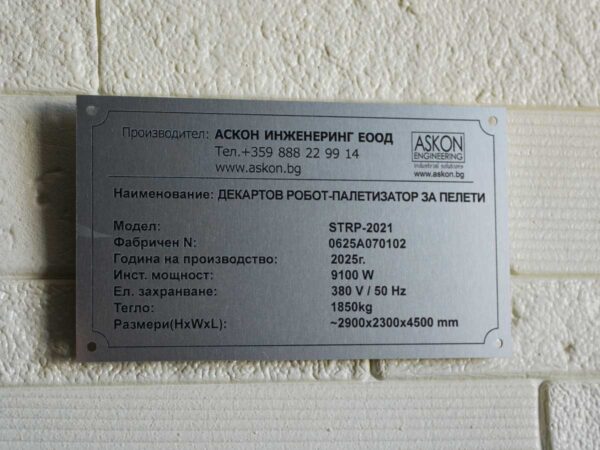 Производител: АСКОН ИНЖЕНЕРИНГ ЕООД
Тел.+359 888 22 99 14
www.askon.bg
ASKON
ENGINEERING
industrial solutions
www.askon.bg
Наименование: ДЕКАРТОВ РОБОТ-ПАЛЕТИЗАТОР ЗА ПЕЛЕТИ
Модел: STRP-2021
Фабричен N: 0625A070102
Година на производство: 2025г.
Инст. мощност: 9100 W
Ел. захранване: 380 V / 50 Hz
Тегло: 1850kg
Размери(HxWxL): ~2900x2300x4500 mm